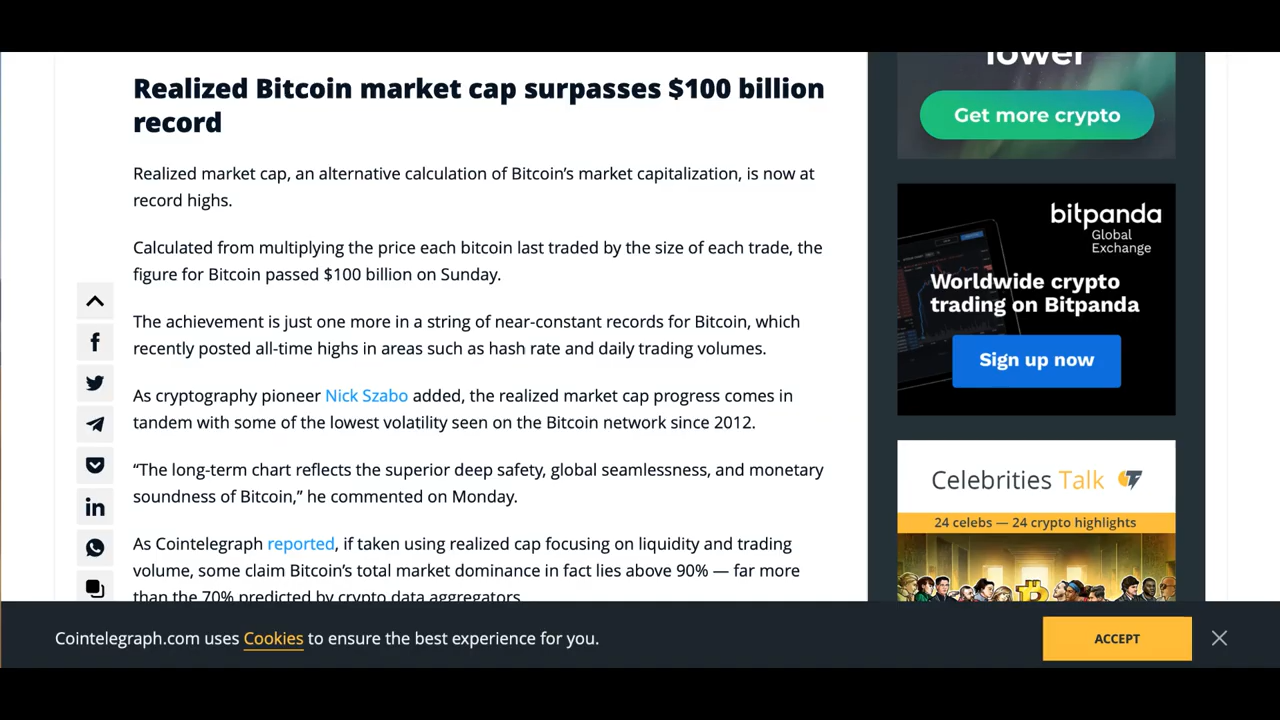 Realized Bitcoin market cap surpasses $100 billion
record
Realized market cap, an alternative calculation of Bitcoin’s market capitalization, is now at
record highs.
Calculated from multiplying the price each bitcoin last traded by the size of each trade, the
figure for Bitcoin passed $100 billion on Sunday.
The achievement is just one more in a string of near-constant records for Bitcoin, which
recently posted all-time highs in areas such as hash rate and daily trading volumes.
As cryptography pioneer Nick Szabo added, the realized market cap progress comes in
tandem with some of the lowest volatility seen on the Bitcoin network since 2012.
“The long-term chart reflects the superior deep safety, global seamlessness, and monetary
soundness of Bitcoin,” he commented on Monday.
As Cointelegraph reported, if taken using realized cap focusing on liquidity and trading
volume, some claim Bitcoin’s total market dominance in fact lies above 90% — far more
than the 70% predicted by crypto data aggregators.
lower
Get more crypto
bitpanda
Global
Exchange
Worldwide crypto
trading on Bitpanda
Sign up now
Celebrities Talk
24 celebs — 24 crypto highlights
Cointelegraph.com uses Cookies to ensure the best experience for you.
ACCEPT